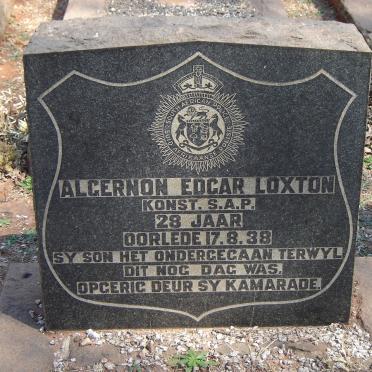 ALGERNON EDGAR LOXTON
KONST. S.A.P.
28 JAAR
OORLEDE 17.8.38
SY SON HET ONDERGEGAAN TERWYL
DIT NOG DAG WAS.
OPGERIG DEUR SY KAMARADE.